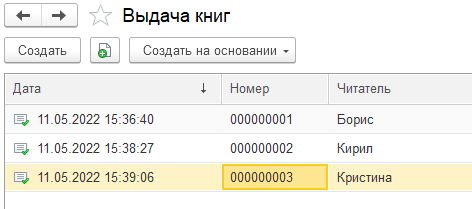 Выдача книг
Создать Создать на основании
Дата Номер Читатель
11.05.2022 15:36:40 000000001 Борис
11.05.2022 15:38:27 000000002 Кирил
11.05.2022 15:39:06 000000003 Кристина